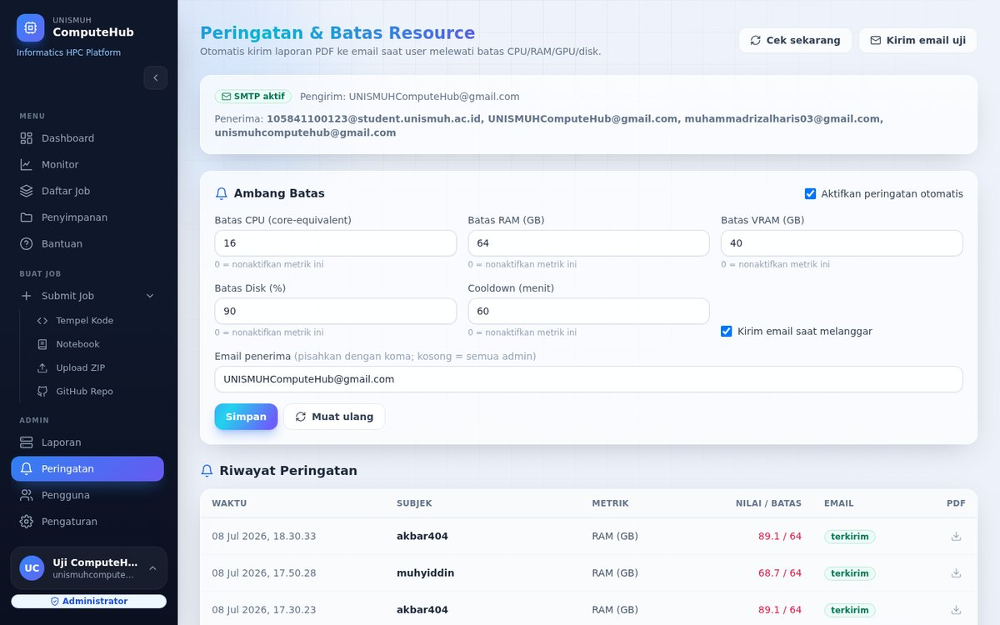 UNISMUH
ComputeHub
Informatics HPC Platform
MENU
Dashboard
Monitor
Daftar Job
Penyimpanan
Bantuan
BUAT JOB
Submit Job
Tempel Kode
Notebook
Upload ZIP
GitHub Repo
ADMIN
Laporan
Peringatan
Pengguna
Pengaturan
UC
Uji ComputeH...
unismuhcompute...
Administrator
Peringatan & Batas Resource
Otomatis kirim laporan PDF ke email saat user melewati batas CPU/RAM/GPU/disk.
Cek sekarang
Kirim email uji
SMTP aktif Pengirim: UNISMUHComputeHub@gmail.com
Penerima: 105841100123@student.unismuh.ac.id, UNISMUHComputeHub@gmail.com, muhammadrizalharis03@gmail.com,
unismuhcomputehub@gmail.com
Ambang Batas
Aktifkan peringatan otomatis
Batas CPU (core-equivalent) Batas RAM (GB) Batas VRAM (GB)
16 64 40
0 = nonaktifkan metrik ini 0 = nonaktifkan metrik ini 0 = nonaktifkan metrik ini
Batas Disk (%) Cooldown (menit)
90 60
0 = nonaktifkan metrik ini 0 = nonaktifkan metrik ini
Kirim email saat melanggar
Email penerima (pisahkan dengan koma; kosong = semua admin)
UNISMUHComputeHub@gmail.com
Simpan Muat ulang
Riwayat Peringatan
WAKTU SUBJEK METRIK NILAI / BATAS EMAIL PDF
08 Jul 2026, 18.30.33 akbar404 RAM (GB) 89.1 / 64 terkirim
08 Jul 2026, 17.50.28 muhyiddin RAM (GB) 68.7 / 64 terkirim
08 Jul 2026, 17.30.23 akbar404 RAM (GB) 89.1 / 64 terkirim